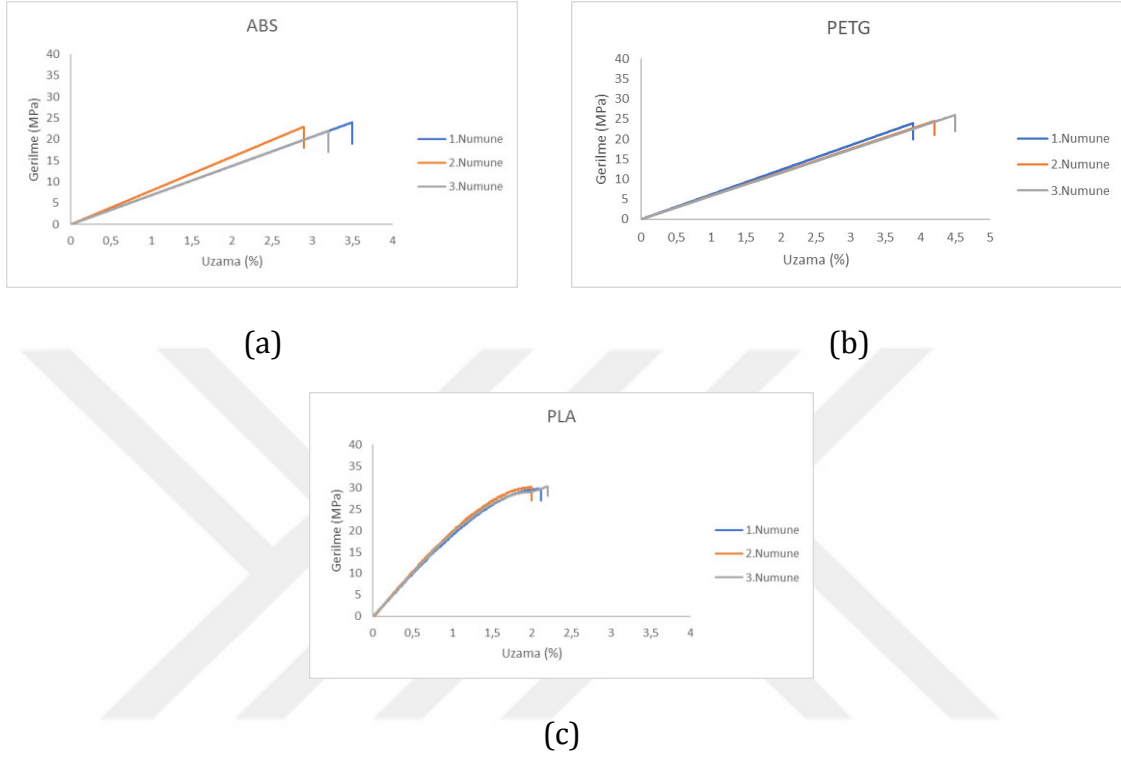 ABS
Gerilme (MPa)
40
35
30
25
20
15
10
5
0
0 0,5 1 1,5 2 2,5 3 3,5 4
Uzama (%)
1.Numune
2.Numune
3.Numune
(a)
PETG
Gerilme (MPa)
40
35
30
25
20
15
10
5
0
0 0,5 1 1,5 2 2,5 3 3,5 4 4,5 5
Uzama (%)
1.Numune
2.Numune
3.Numune
(b)
PLA
Gerilme (MPa)
40
35
30
25
20
15
10
5
0
0 0,5 1 1,5 2 2,5 3 3,5 4
Uzama (%)
1.Numune
2.Numune
3.Numune
(c)